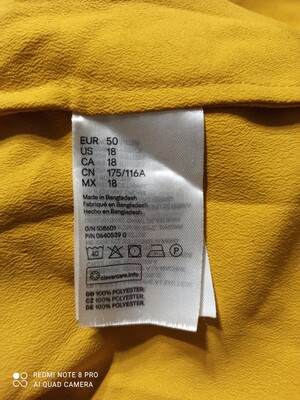 EUR 50
US 18
CA 18
CN 175/116A
MX 18
Made in Bangladesh
Fabriqué en Bangladesh
Hecho en Bangladesh
O/N 108601
P/N 0640539 G
40
P
clevercare.info
GB 100% POLYESTER
CZ 100% POLYESTER
DE 100% POLYESTER
REDMI NOTE 8 PRO
AI QUAD CAMERA